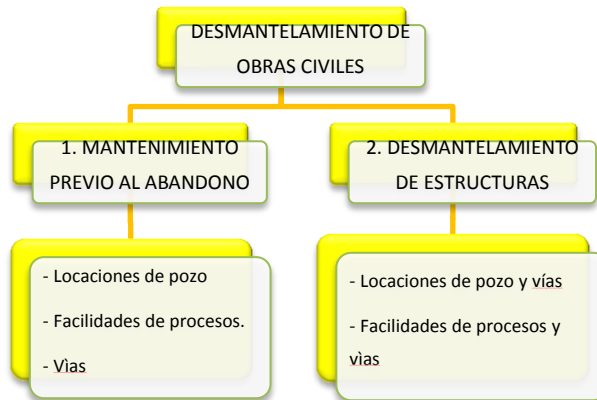 DESMANTELAMIENTO DE
OBRAS CIVILES
1. MANTENIMIENTO
PREVIO AL ABANDONO
2. DESMANTELAMIENTO
DE ESTRUCTURAS
- Locaciones de pozo
- Facilidades de procesos.
- Vìas
- Locaciones de pozo y vías
- Facilidades de procesos y
vìas